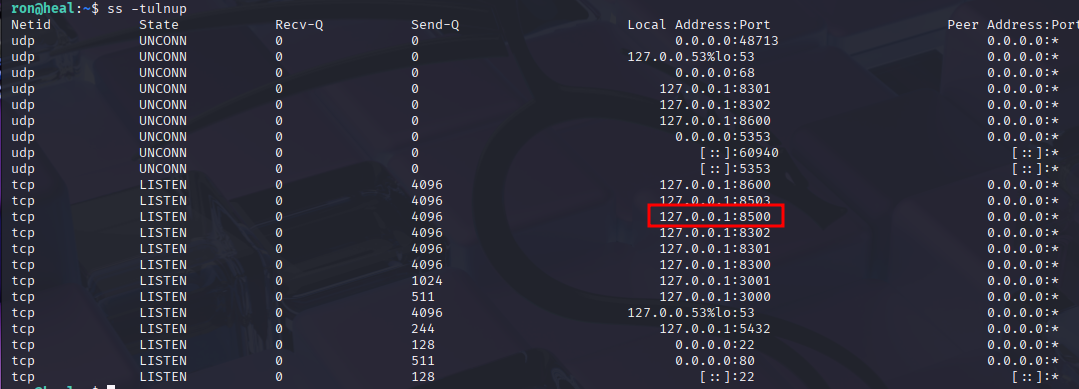 ron@heal:~$ ss -tulnup
Netid State Recv-Q Send-Q Local Address:Port Peer Address:Port
udp UNCONN 0 0 0.0.0.0:48713 0.0.0.0:*
udp UNCONN 0 0 127.0.0.53%lo:53 0.0.0.0:*
udp UNCONN 0 0 0.0.0.0:68 0.0.0.0:*
udp UNCONN 0 0 127.0.0.1:8301 0.0.0.0:*
udp UNCONN 0 0 127.0.0.1:8302 0.0.0.0:*
udp UNCONN 0 0 127.0.0.1:8600 0.0.0.0:*
udp UNCONN 0 0 0.0.0.0:5353 0.0.0.0:*
udp UNCONN 0 0 [::]:60940 [::]:*
udp UNCONN 0 0 [::]:5353 [::]:*
tcp LISTEN 0 4096 127.0.0.1:8600 0.0.0.0:*
tcp LISTEN 0 4096 127.0.0.1:8503 0.0.0.0:*
tcp LISTEN 0 4096 127.0.0.1:8500 0.0.0.0:*
tcp LISTEN 0 4096 127.0.0.1:8302 0.0.0.0:*
tcp LISTEN 0 4096 127.0.0.1:8301 0.0.0.0:*
tcp LISTEN 0 4096 127.0.0.1:8300 0.0.0.0:*
tcp LISTEN 0 1024 127.0.0.1:3001 0.0.0.0:*
tcp LISTEN 0 511 127.0.0.1:3000 0.0.0.0:*
tcp LISTEN 0 4096 127.0.0.53%lo:53 0.0.0.0:*
tcp LISTEN 0 244 127.0.0.1:5432 0.0.0.0:*
tcp LISTEN 0 128 0.0.0.0:22 0.0.0.0:*
tcp LISTEN 0 511 0.0.0.0:80 0.0.0.0:*
tcp LISTEN 0 128 [::]:22 [::]:*